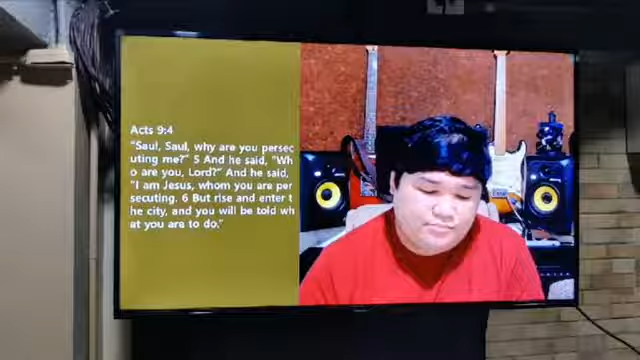 Acts 9:4
"Saul, Saul, why are you persec
uting me?" 5 And he said, "Wh
o are you, Lord?" And he said,
"I am Jesus, whom you are per
secuting. 6 But rise and enter t
he city, and you will be told wh
at you are to do."